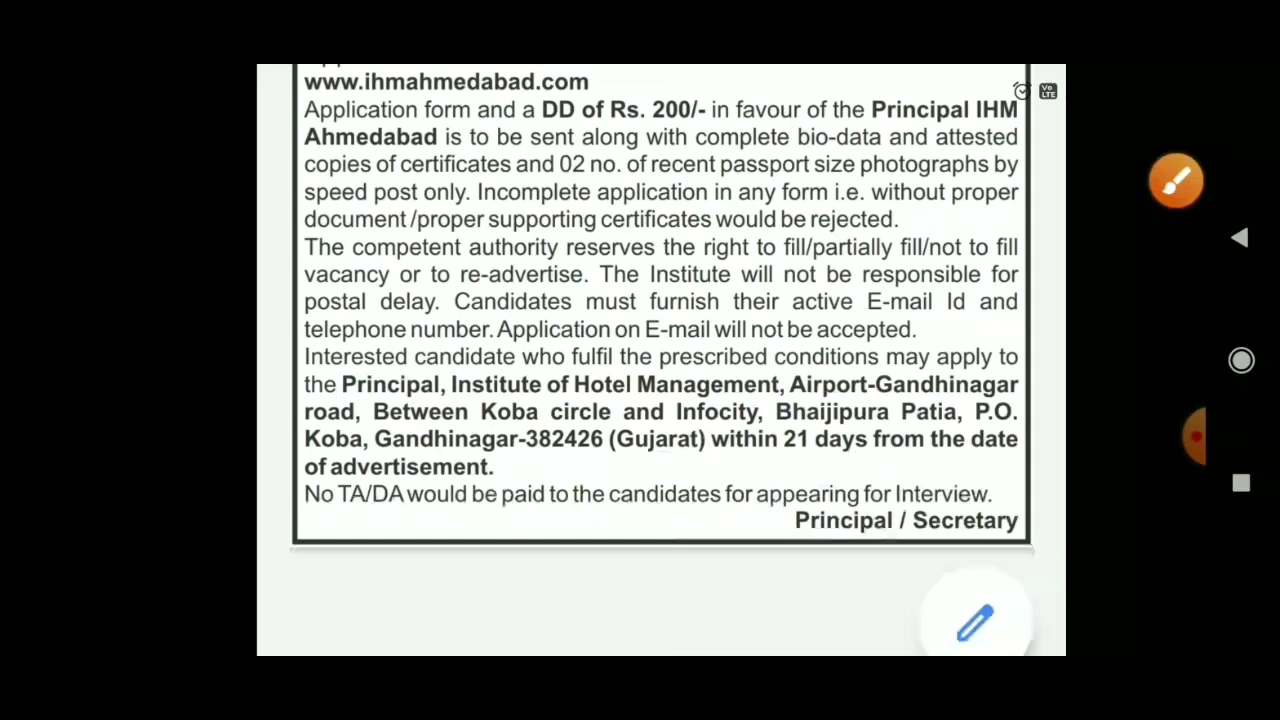 www.ihmahmedabad.com
Application form and a DD of Rs. 200/- in favour of the Principal IHM
Ahmedabad is to be sent along with complete bio-data and attested
copies of certificates and 02 no. of recent passport size photographs by
speed post only. Incomplete application in any form i.e. without proper
document /proper supporting certificates would be rejected.
The competent authority reserves the right to fill/partially fill/not to fill
vacancy or to re-advertise. The Institute will not be responsible for
postal delay. Candidates must furnish their active E-mail Id and
telephone number. Application on E-mail will not be accepted.
Interested candidate who fulfil the prescribed conditions may apply to
the Principal, Institute of Hotel Management, Airport-Gandhinagar
road, Between Koba circle and Infocity, Bhaijipura Patia, P.O.
Koba, Gandhinagar-382426 (Gujarat) within 21 days from the date
of advertisement.
No TA/DA would be paid to the candidates for appearing for Interview.
Principal / Secretary
Vo
LTE